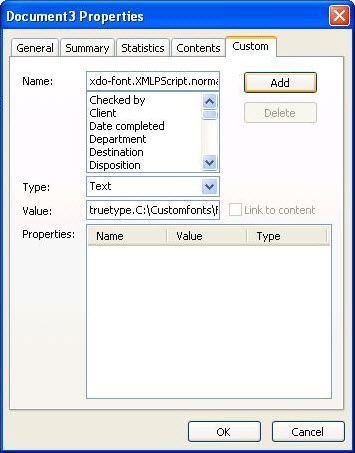 Document3 Properties
General Summary Statistics Contents Custom
Name: xdo-font.XMLPScript.norma Add
Checked by
Client
Date completed
Department
Destination
Disposition
Delete
Type: Text
Value: truetype.C:\Customfonts\ Link to content
Properties: Name Value Type
OK Cancel